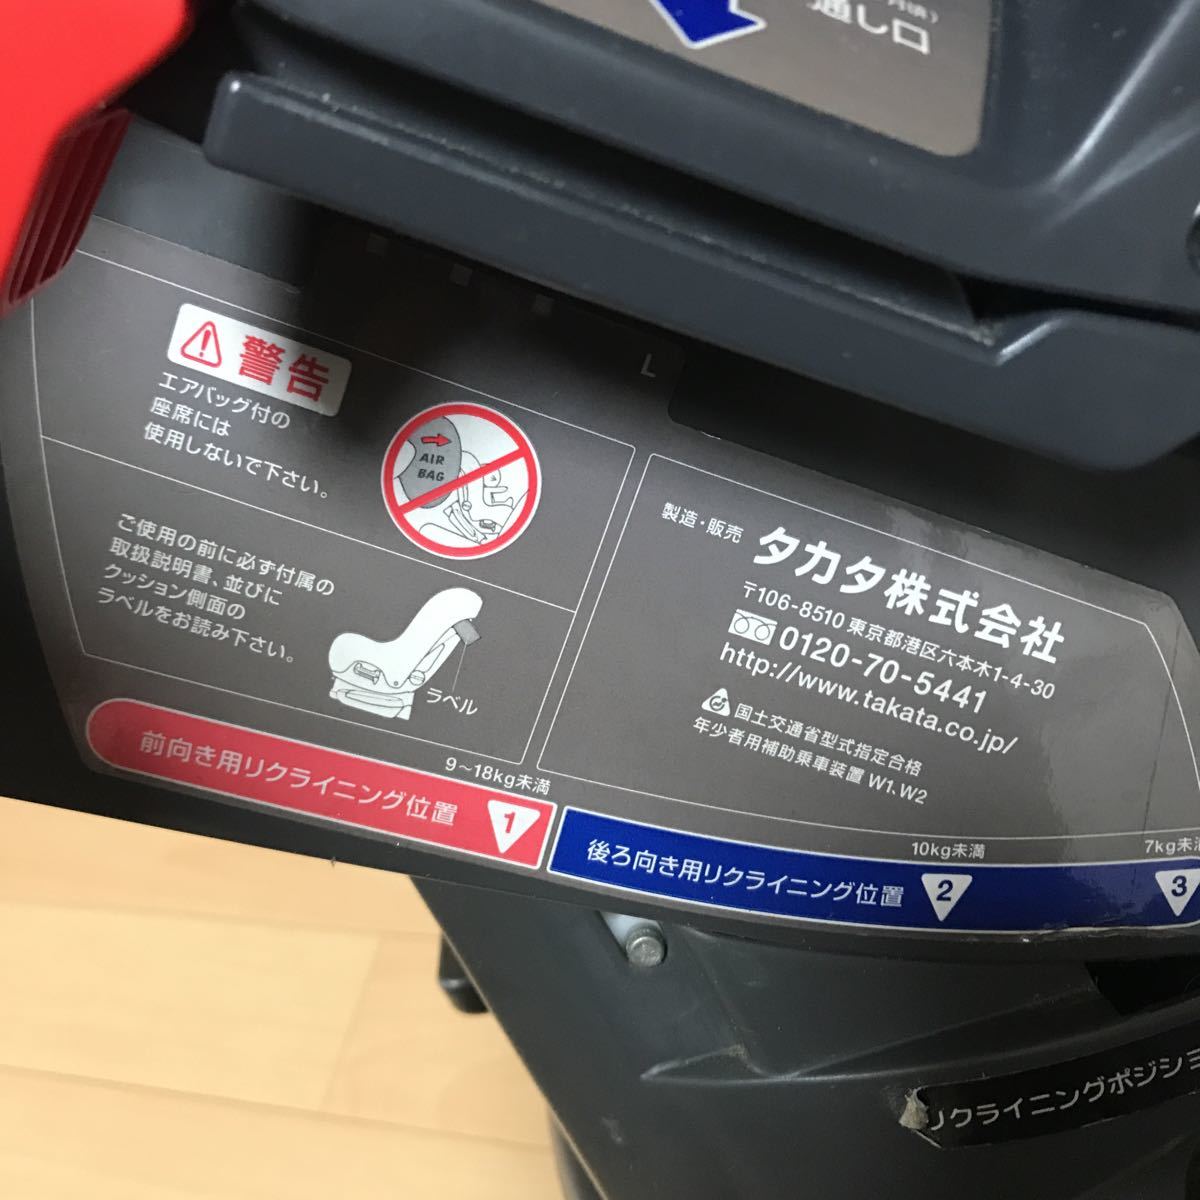 月頃)
通し口
L
警告
エアバッグ付の
座席には
使用しないで下さい。
AIR
BAG
ご使用の前に必ず付属の
取扱説明書、並びに
クッション側面の
ラベルをお読み下さい。
ラベル
製造・販売 タカタ株式会社
〒106-8510 東京都港区六本木1-4-30
0120-70-5441
http://www.takata.co.jp/
国土交通省型式指定合格
年少者用補助乗車装置 W1. W2
9～18kg未満
前向き用リクライニング位置 1
10kg未満
7kg未満
後ろ向き用リクライニング位置 2 3
リクライニングポジショ